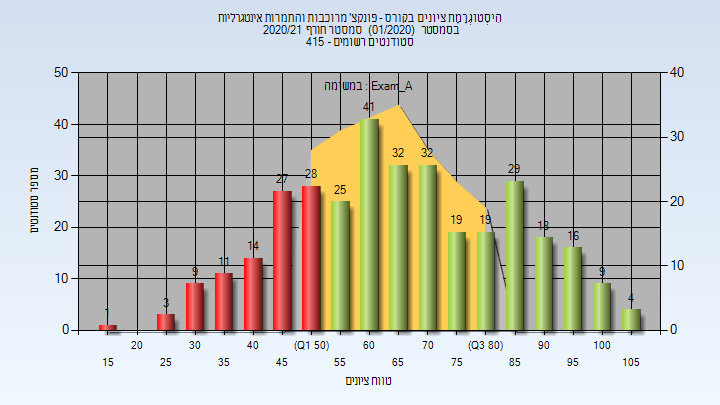 היסטוגרמת ציונים בקורס - פונקצ' מרוכבות והתמרות אינטגרליות
בסמסטר (01/2020) סמסטר חורף 2020/21
סטודנטים רשומים - 415
במשימה : Exam_A
50 40
40 30
30
20 20
10 10
0 0
מספר סטודנטים
1 3 9 11 14 27 28 25 41 32 32 19 19 29 18 16 9 4
20 30 40 (Q1 50) 60 70 (Q3 80) 90 100
15 25 35 45 55 65 75 85 95 105
טווח ציונים